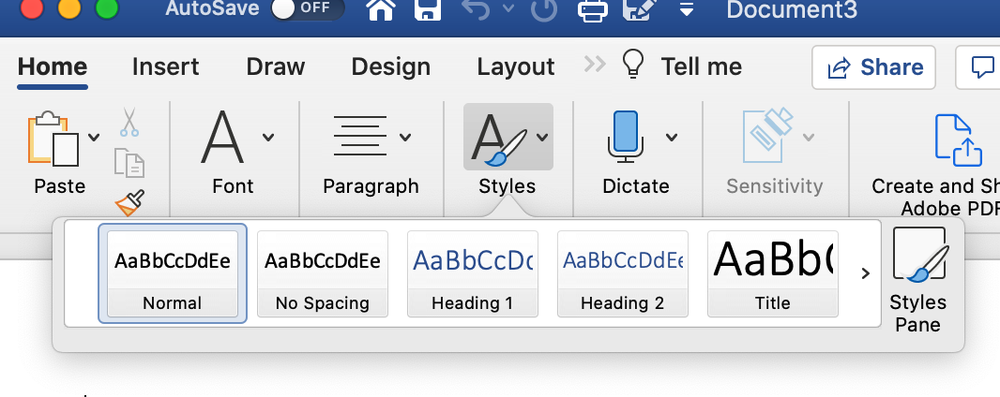 AutoSave OFF Document3
Home Insert Draw Design Layout Tell me Share
Paste Font Paragraph Styles Dictate Sensitivity Create and Sh
Adobe PDF
AaBbCcDdEe AaBbCcDdEe AaBbCcDc AaBbCcDdEe AaBb(
Normal No Spacing Heading 1 Heading 2 Title
Styles
Pane